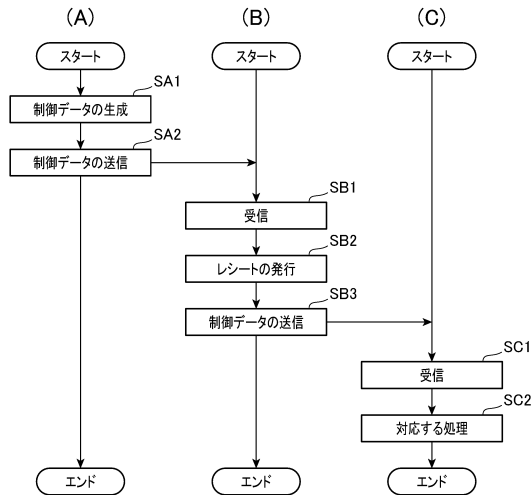 (A)
(B)
(C)
スタート
スタート
スタート
SA1
制御データの生成
SA2
制御データの送信
SB1
受信
SB2
レシートの発行
SB3
制御データの送信
SC1
受信
SC2
対応する処理
エンド
エンド
エンド